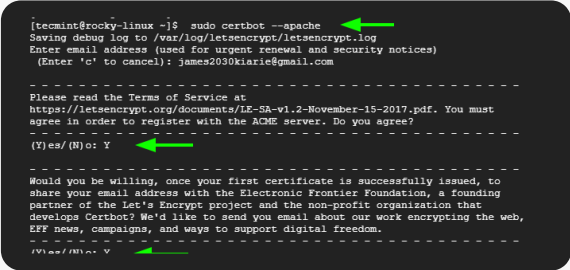 [tecmint@rocky-linux ~]$ sudo certbot --apache
Saving debug log to /var/log/letsencrypt/letsencrypt.log
Enter email address (used for urgent renewal and security notices)
(Enter 'c' to cancel): james2030kiarie@gmail.com
- - - - - - - - - - - - - - - - - - - - - - - - - - - - - - - - - - - - - - - -
Please read the Terms of Service at
https://letsencrypt.org/documents/LE-SA-v1.2-November-15-2017.pdf. You must
agree in order to register with the ACME server. Do you agree?
- - - - - - - - - - - - - - - - - - - - - - - - - - - - - - - - - - - - - - - -
(Y)es/(N)o: Y
- - - - - - - - - - - - - - - - - - - - - - - - - - - - - - - - - - - - - - - -
Would you be willing, once your first certificate is successfully issued, to
share your email address with the Electronic Frontier Foundation, a founding
partner of the Let's Encrypt project and the non-profit organization that
develops Certbot? We'd like to send you email about our work encrypting the web,
EFF news, campaigns, and ways to support digital freedom.
- - - - - - - - - - - - - - - - - - - - - - - - - - - - - - - - - - - - - - - -
(Y)es/(N)o: Y